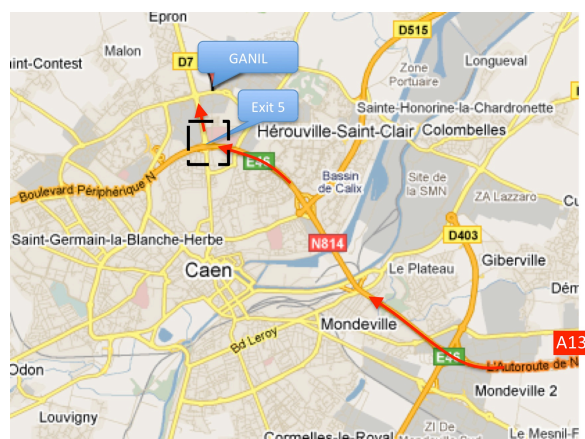 Epron
Malon
D515
int-Contest
D7
GANIL
Longueval
Zone
Portuaire
Exit 5
Sainte-Honorine-la-Chardronette
Hérouville-Saint-Clair
Colombelles
E46
Bassin
de Calix
Site de
la SMN
Boulevard Périphérique N
ZA Lazzaro
Cu
Saint-Germain-la-Blanche-Herbe
N814
D403
Caen
Le Plateau
Giberville
Dém
Mondeville
Bd Leroy
A13
E46
L'Autoroute de N
Odon
Mondeville 2
Louvigny
Cormelles-le-Royal
ZI De
Le Mesnil-F